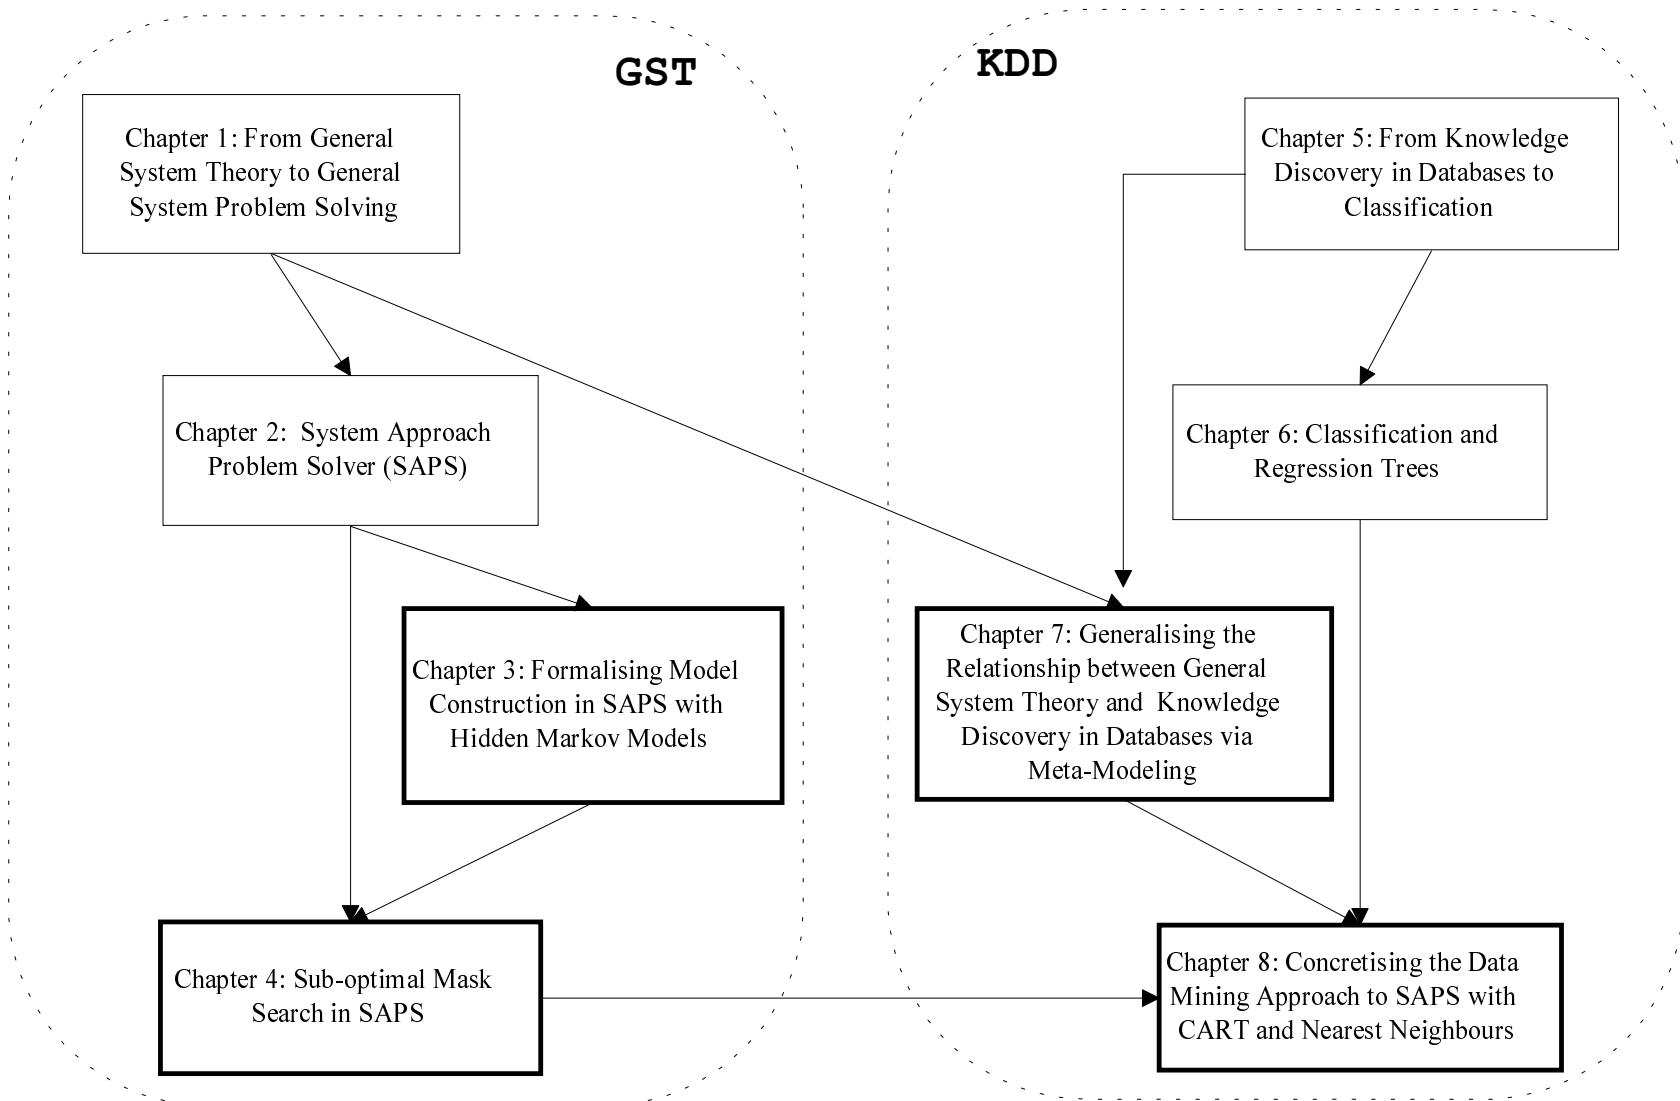 GST
Chapter 1: From General
System Theory to General
System Problem Solving
Chapter 2:  System Approach
Problem Solver (SAPS)
Chapter 3: Formalising Model
Construction in SAPS with
Hidden Markov Models
Chapter 4: Sub-optimal Mask
Search in SAPS
KDD
Chapter 5: From Knowledge
Discovery in Databases to
Classification
Chapter 6: Classification and
Regression Trees
Chapter 7: Generalising the
Relationship between General
System Theory and  Knowledge
Discovery in Databases via
Meta-Modeling
Chapter 8: Concretising the Data
Mining Approach to SAPS with
CART and Nearest Neighbours